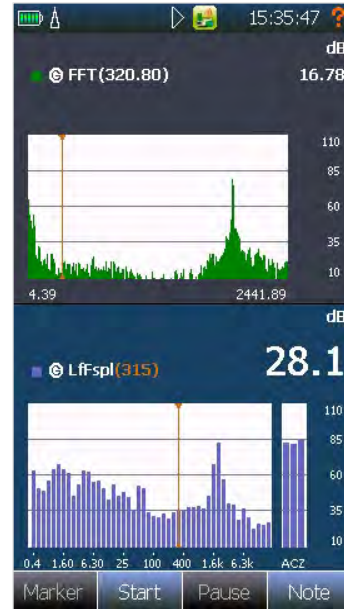 15:35:47 ?
dB
G FFT(320.80) 16.78
110
85
60
35
10
4.39 2441.89
dB
G LfFspl(315) 28.1
110
85
60
35
10
0.4 1.60 6.30 25 100 400 1.6k 6.3k ACZ
Marker Start Pause Note